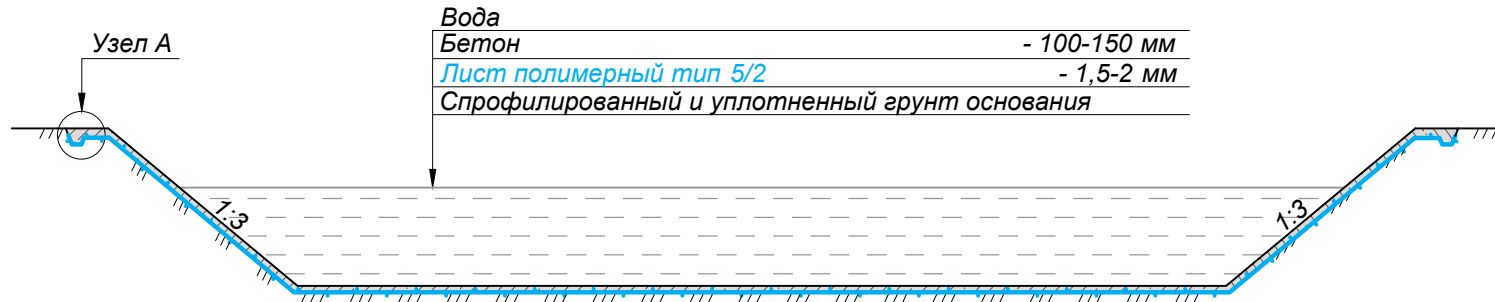 Узел А
Вода
Бетон - 100-150 мм
Лист полимерный тип 5/2 - 1,5-2 мм
Спрофилированный и уплотненный грунт основания
1:3
1:3